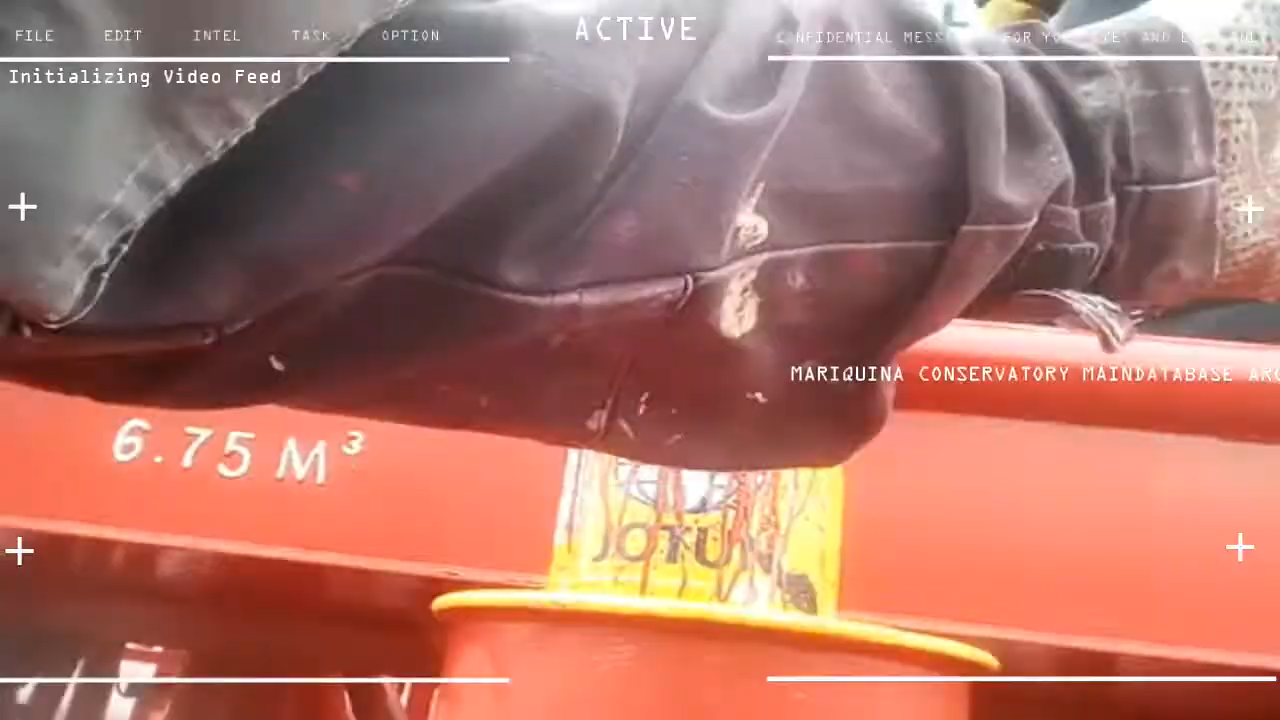 FILE EDIT INTEL TASK OPTION
ACTIVE
Initializing Video Feed
MARIQUINA CONSERVATORY MAINDATABASE
6.75 M³
JOTUN